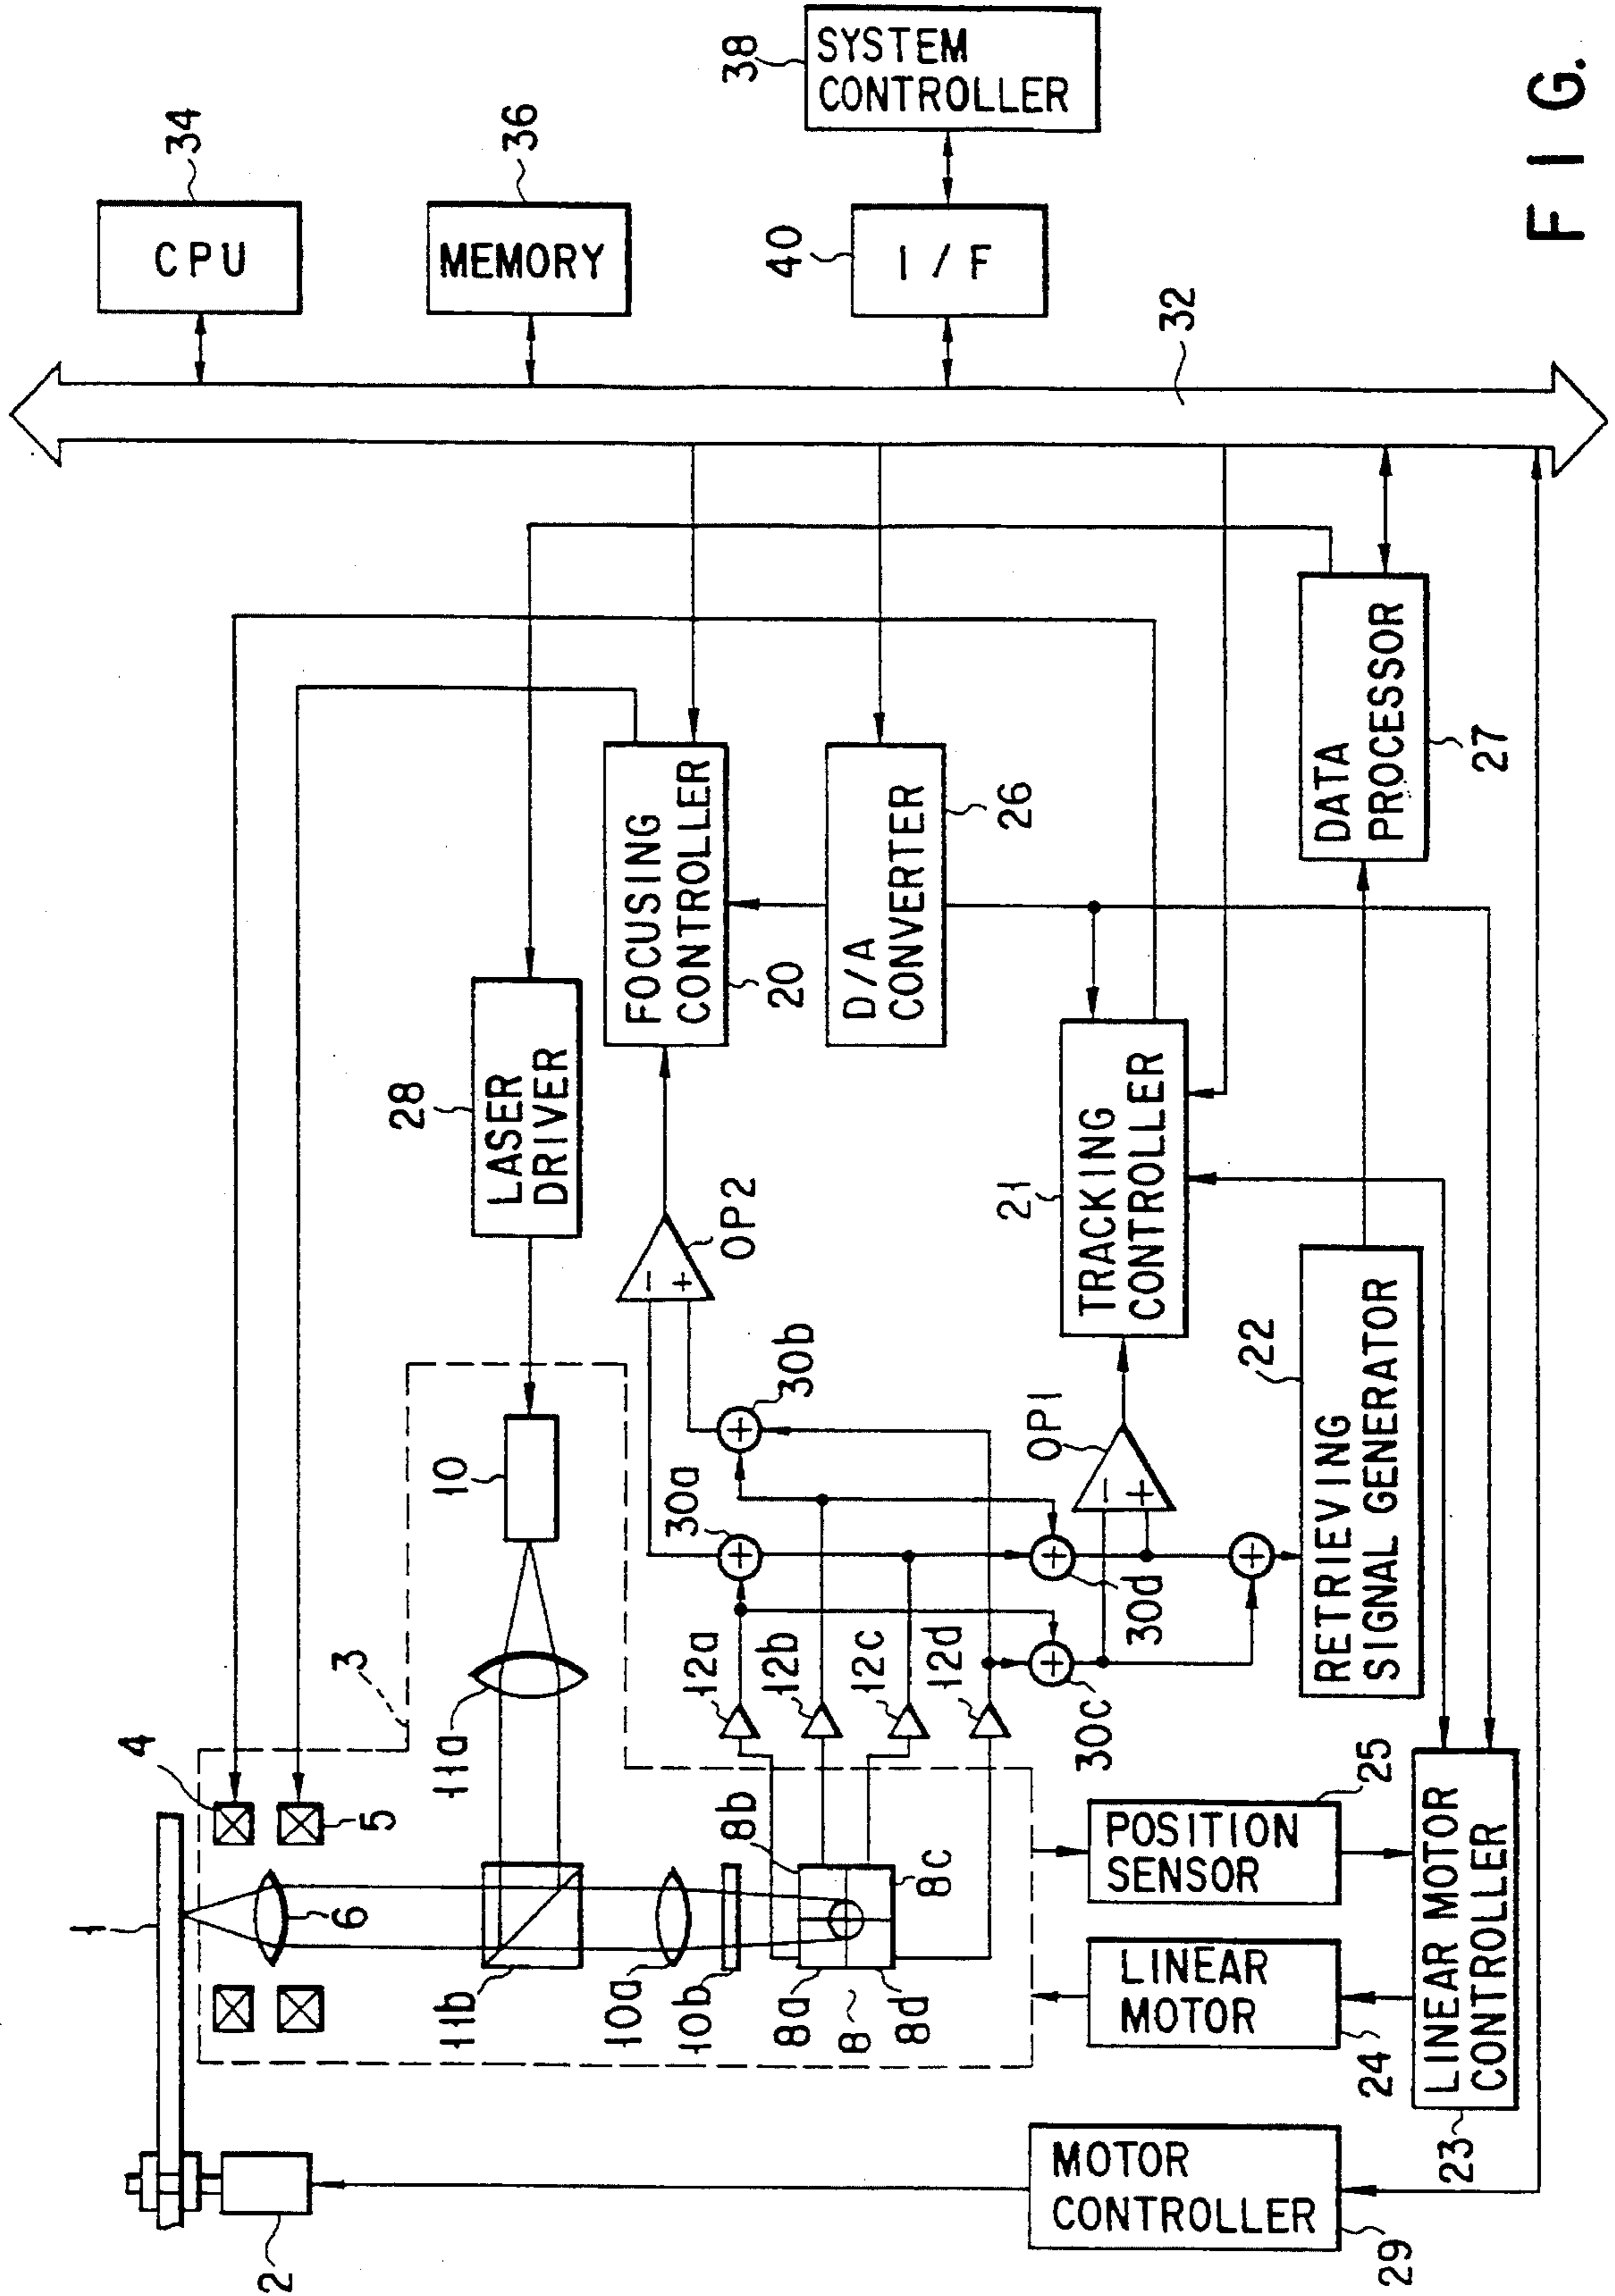 34
CPU
36
MEMORY
38
SYSTEM
CONTROLLER
40
I/F
32
FIG.
28
LASER
DRIVER
FOCUSING
CONTROLLER
20
D/A
CONVERTER
26
DATA
PROCESSOR
27
OP2
21
TRACKING
CONTROLLER
OP1
22
RETRIEVING
SIGNAL GENERATOR
10
30a
30b
30c
30d
12a
12b
12c
12d
3
11a
4
5
1
6
11b
10a
10b
8b
8c
8a
8
8d
25
POSITION
SENSOR
LINEAR
MOTOR
24
LINEAR MOTOR
CONTROLLER
23
2
MOTOR
CONTROLLER
29
−
+
−
+
+
+
+
+
+